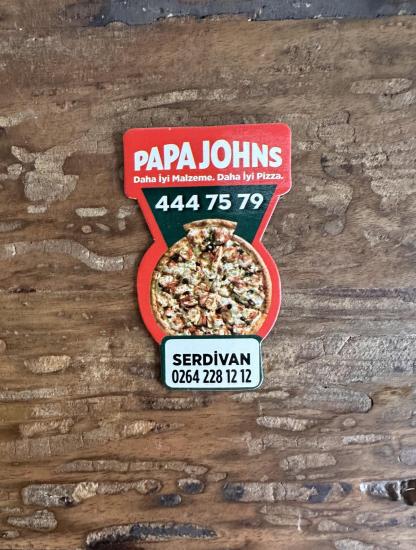 PAPA JOHNS
Daha İyi Malzeme. Daha İyi Pizza.
444 75 79
SERDİVAN
0264 228 12 12